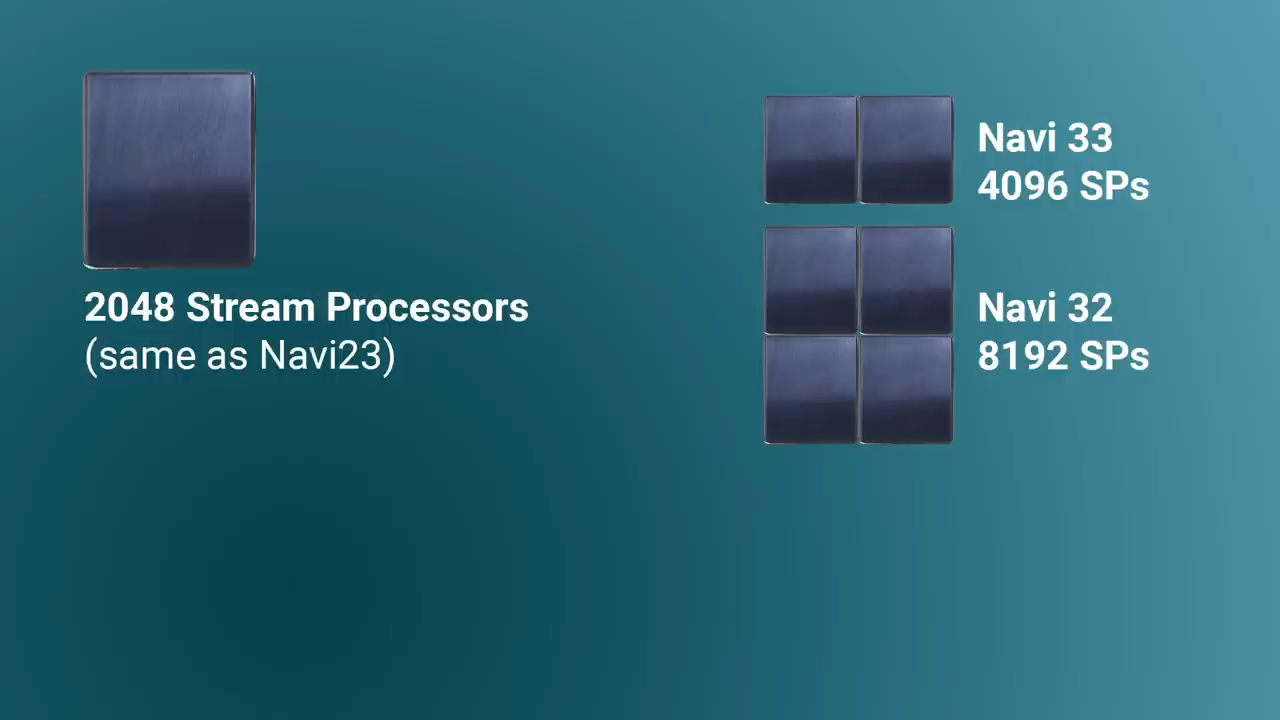 2048 Stream Processors
(same as Navi23)
Navi 33
4096 SPs
Navi 32
8192 SPs